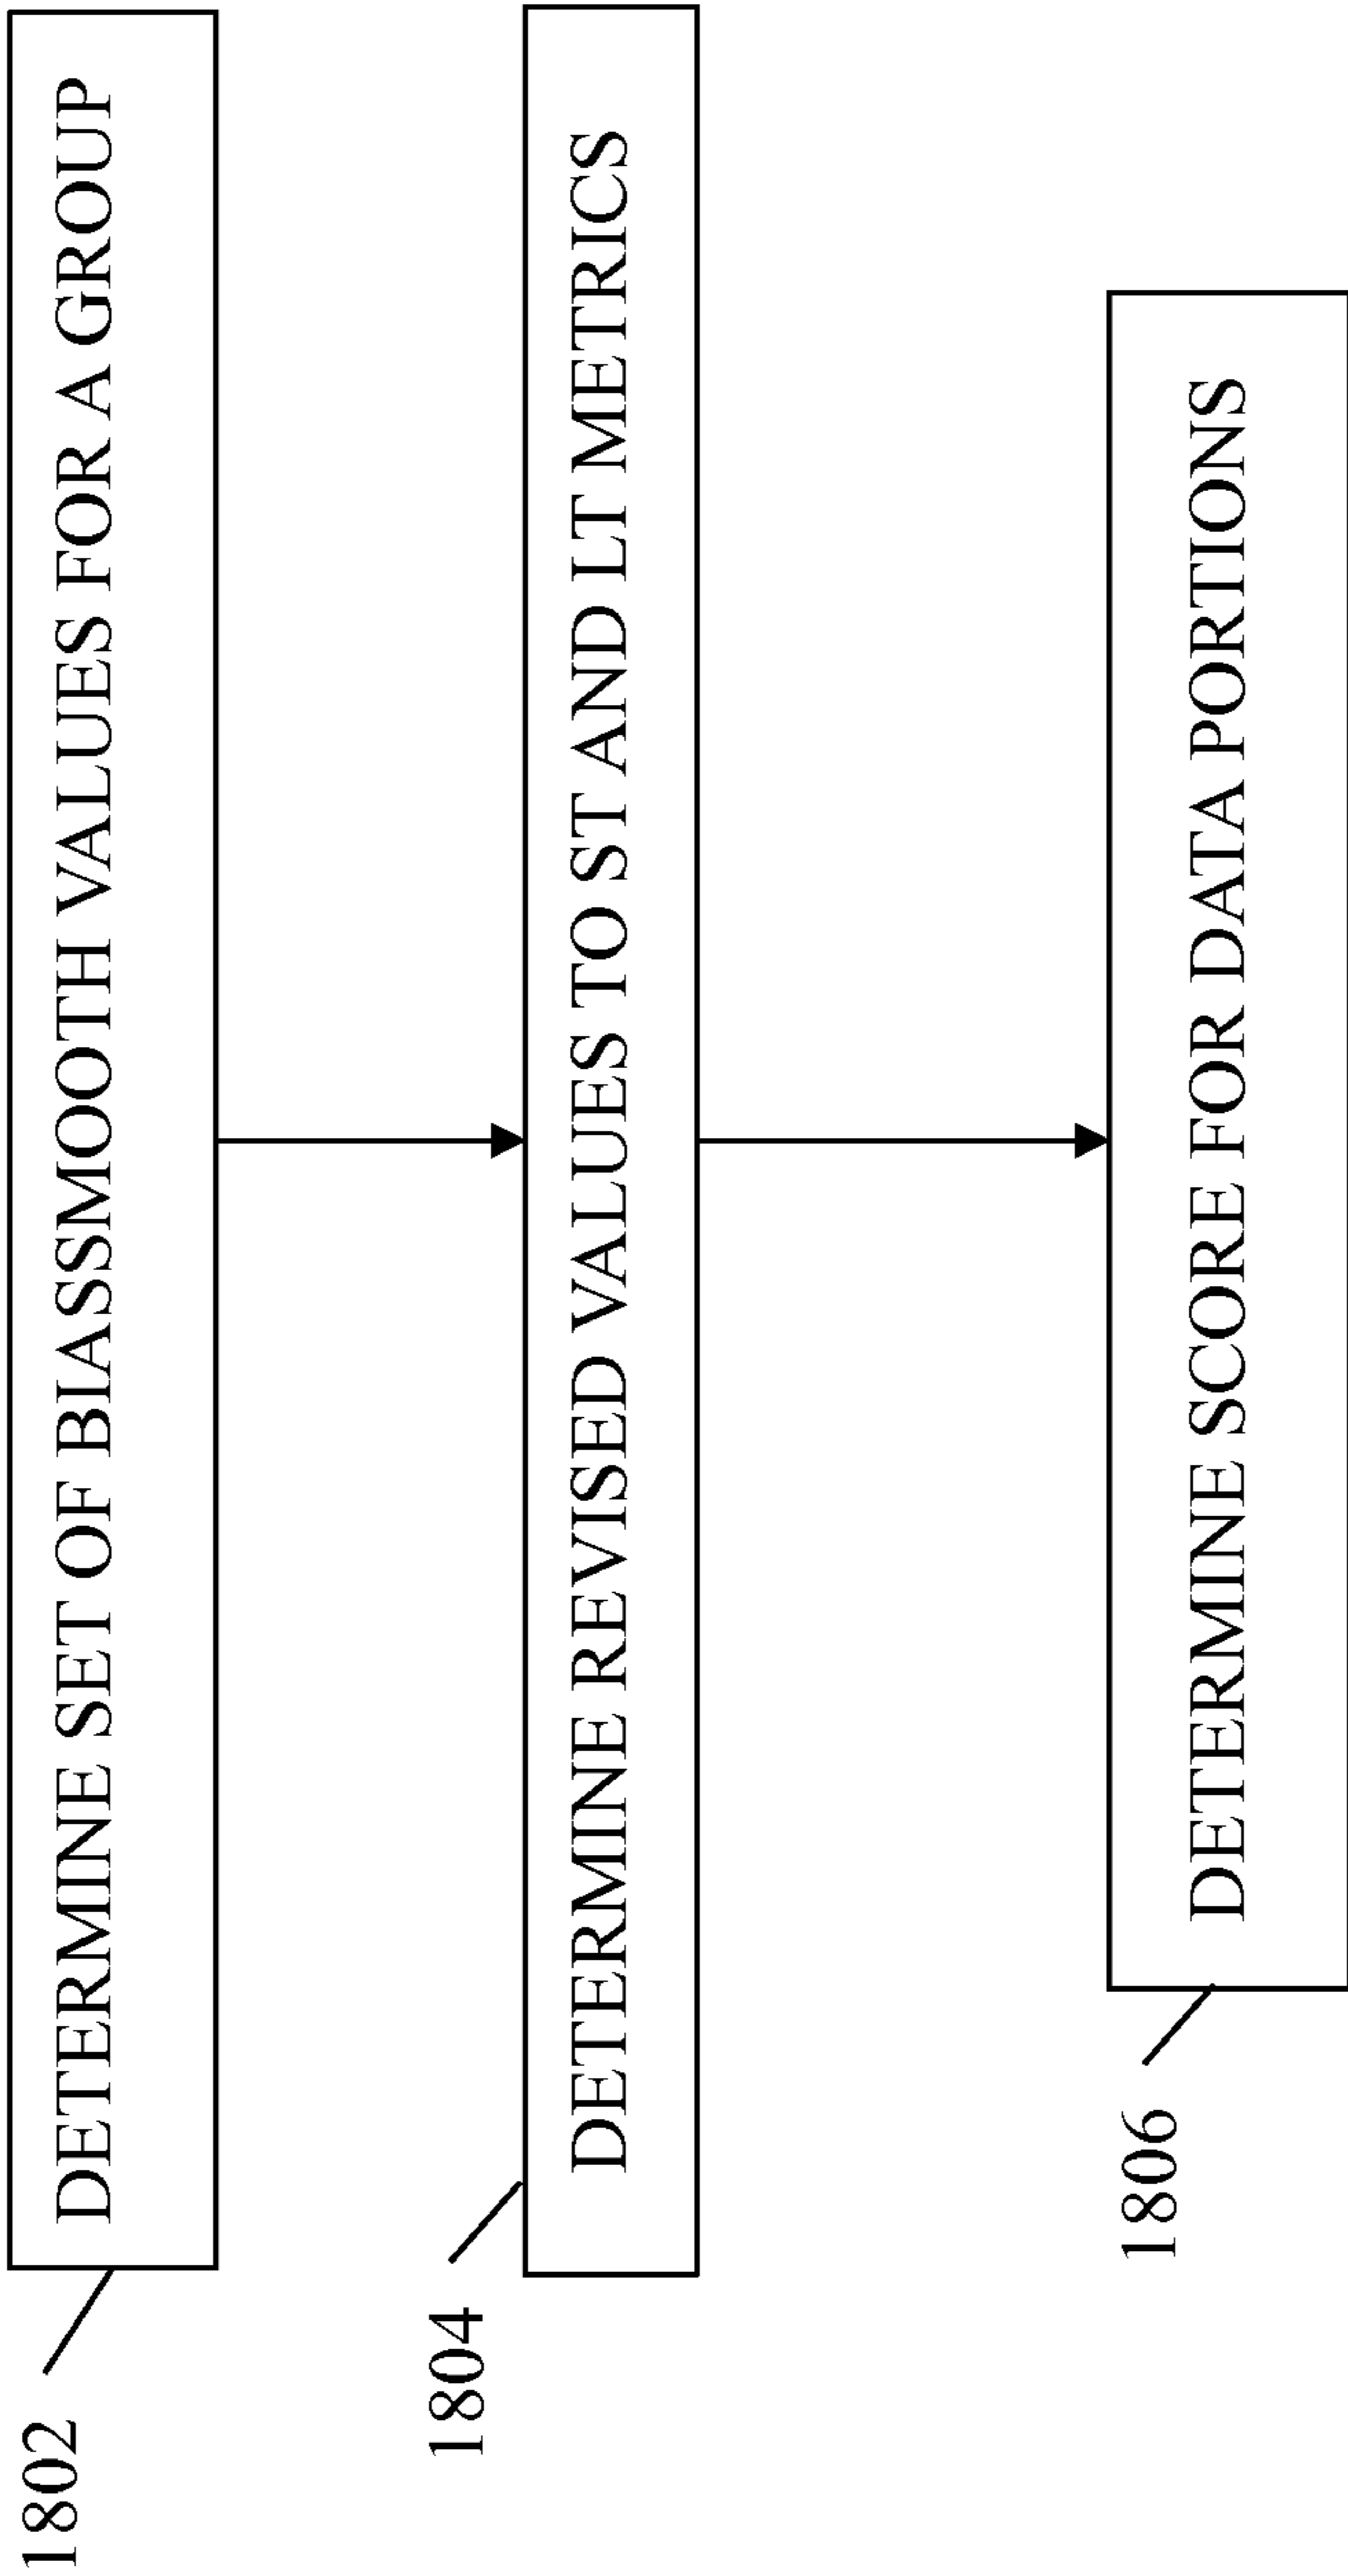 1802
DETERMINE SET OF BIASSMOOTH VALUES FOR A GROUP
1804
DETERMINE REVISED VALUES TO ST AND LT METRICS
1806
DETERMINE SCORE FOR DATA PORTIONS